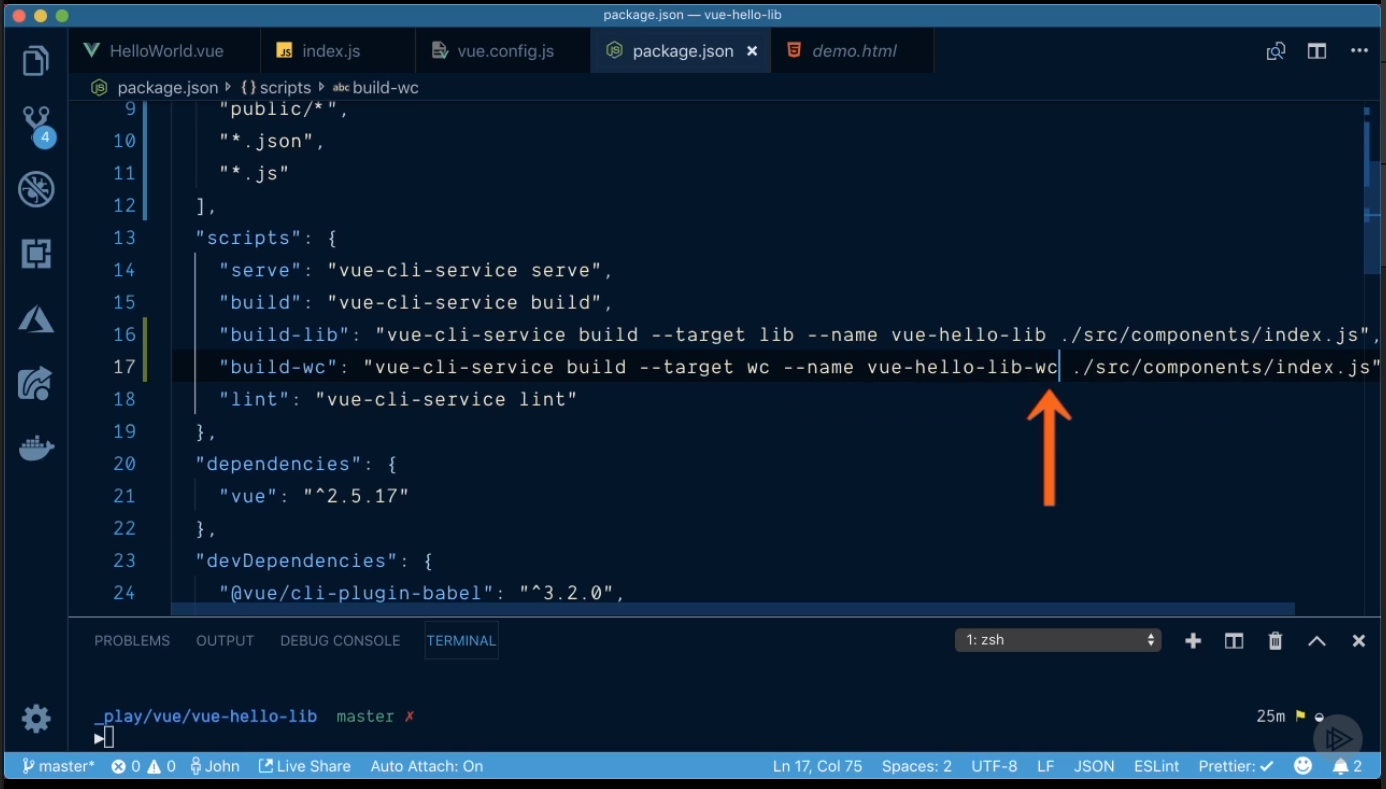 package.json — vue-hello-lib
HelloWorld.vue
JS index.js
vue.config.js
JS package.json ×
5 demo.html
JS package.json {} scripts abc build-wc
4
9 "public/*",
10 "*.json",
11 "*.js"
12 ],
13 "scripts": {
14 "serve": "vue-cli-service serve",
15 "build": "vue-cli-service build",
16 "build-lib": "vue-cli-service build --target lib --name vue-hello-lib ./src/components/index.js",
17 "build-wc": "vue-cli-service build --target wc --name vue-hello-lib-wc ./src/components/index.js"
18 "lint": "vue-cli-service lint"
19 },
20 "dependencies": {
21 "vue": "^2.5.17"
22 },
23 "devDependencies": {
24 "@vue/cli-plugin-babel": "^3.2.0",
PROBLEMS OUTPUT DEBUG CONSOLE TERMINAL 1: zsh
_play/vue/vue-hello-lib master ✗ 25m
master* 0 0 John Live Share Auto Attach: On Ln 17, Col 75 Spaces: 2 UTF-8 LF JSON ESLint Prettier: ✓ 2